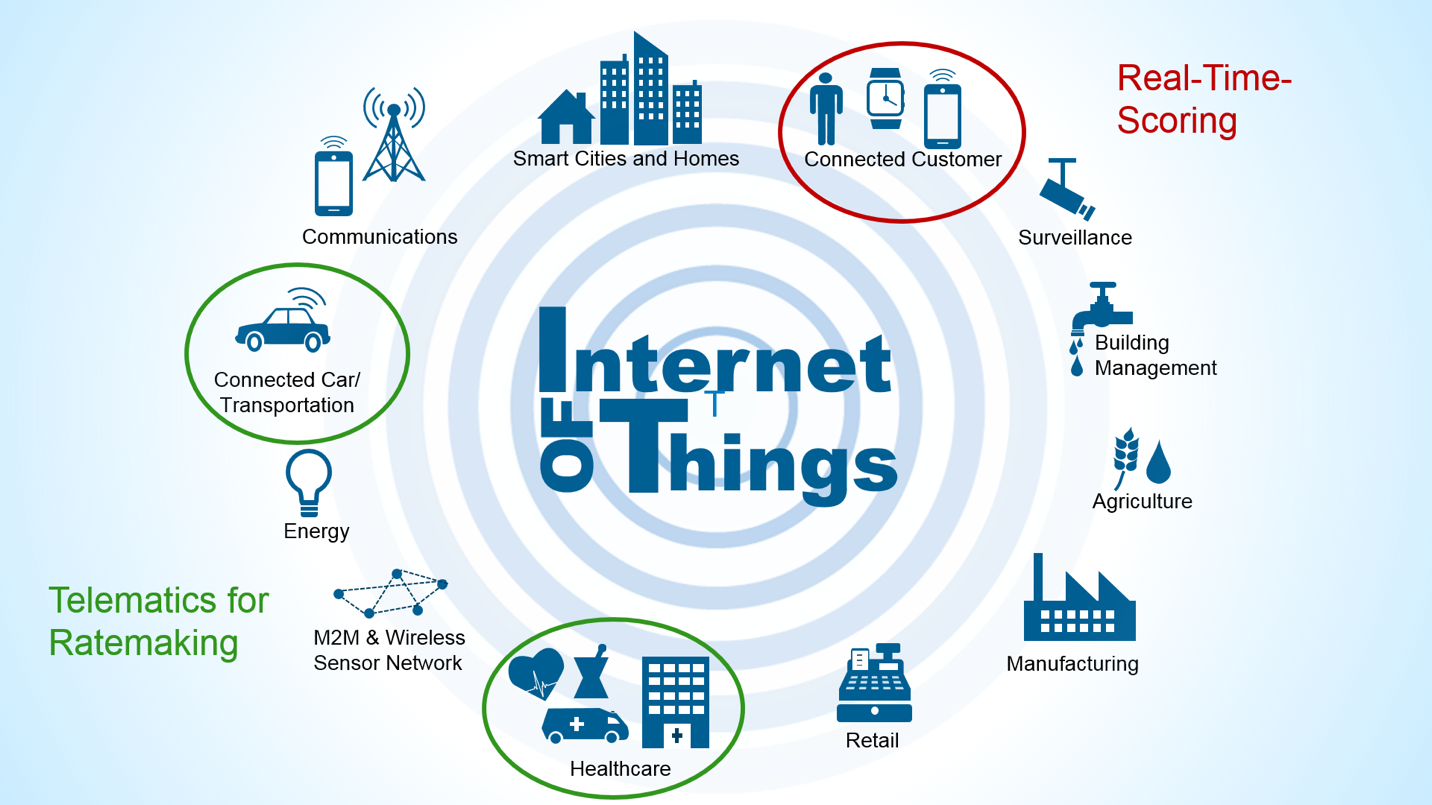 Real-Time-
Scoring
Smart Cities and Homes
Connected Customer
Communications
Surveillance
Connected Car/
Transportation
Building
Management
Internet
OF Things
T
Energy
Agriculture
Telematics for
Ratemaking
M2M & Wireless
Sensor Network
Manufacturing
Retail
Healthcare